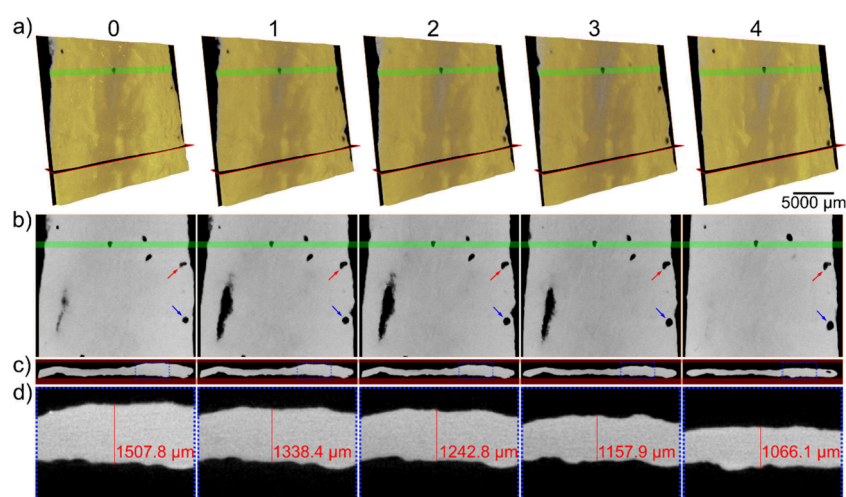 a) 0 1 2 3 4
5000 µm
b)
c)
d)
1507.8 µm 1338.4 µm 1242.8 µm 1157.9 µm 1066.1 µm